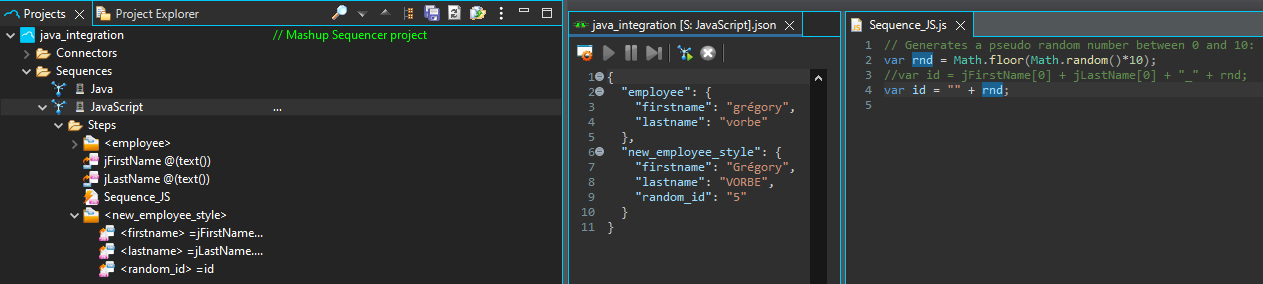 Projects
Project Explorer
java_integration // Mashup Sequencer project
Connectors
Sequences
Java
JavaScript ...
Steps
<employee>
jFirstName @(text())
jLastName @(text())
Sequence_JS
<new_employee_style>
<firstname> =jFirstName...
<lastname> =jLastName....
<random_id> =id
java_integration [S: JavaScript].json
1 {
2 "employee": {
3 "firstname": "grégory",
4 "lastname": "vorbe"
5 },
6 "new_employee_style": {
7 "firstname": "Grégory",
8 "lastname": "VORBE",
9 "random_id": "5"
10 }
11 }
Sequence_JS.js
1 // Generates a pseudo random number between 0 and 10:
2 var rnd = Math.floor(Math.random()*10);
3 //var id = jFirstName[0] + jLastName[0] + "_" + rnd;
4 var id = "" + rnd;
5